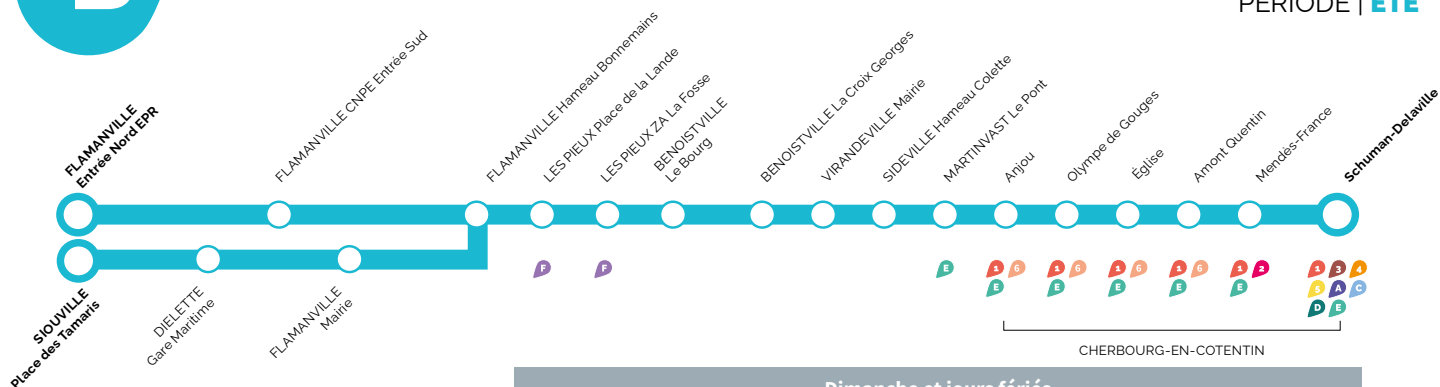 PÉRIODE | ÉTÉ
FLAMANVILLE
Entrée Nord EPR
FLAMANVILLE CNPE Entrée Sud
FLAMANVILLE Hameau Bonnemains
LES PIEUX Place de la Lande
LES PIEUX ZA La Fosse
BENOISTVILLE
Le Bourg
BENOISTVILLE La Croix Georges
VIRANDEVILLE Mairie
SIDEVILLE Hameau Colette
MARTINVAST Le Pont
Anjou
Olympe de Gouges
Église
Amont Quentin
Mendès-France
Schuman-Delaville
SIOUVILLE
Place des Tamaris
DIELETTE
Gare Maritime
FLAMANVILLE
Mairie
F
F
E
1 6
E
1 6
E
1 6
E
1 6
E
1 2
E
1 3 4
5 A C
D E
CHERBOURG-EN-COTENTIN
Dimanche et jours fériés